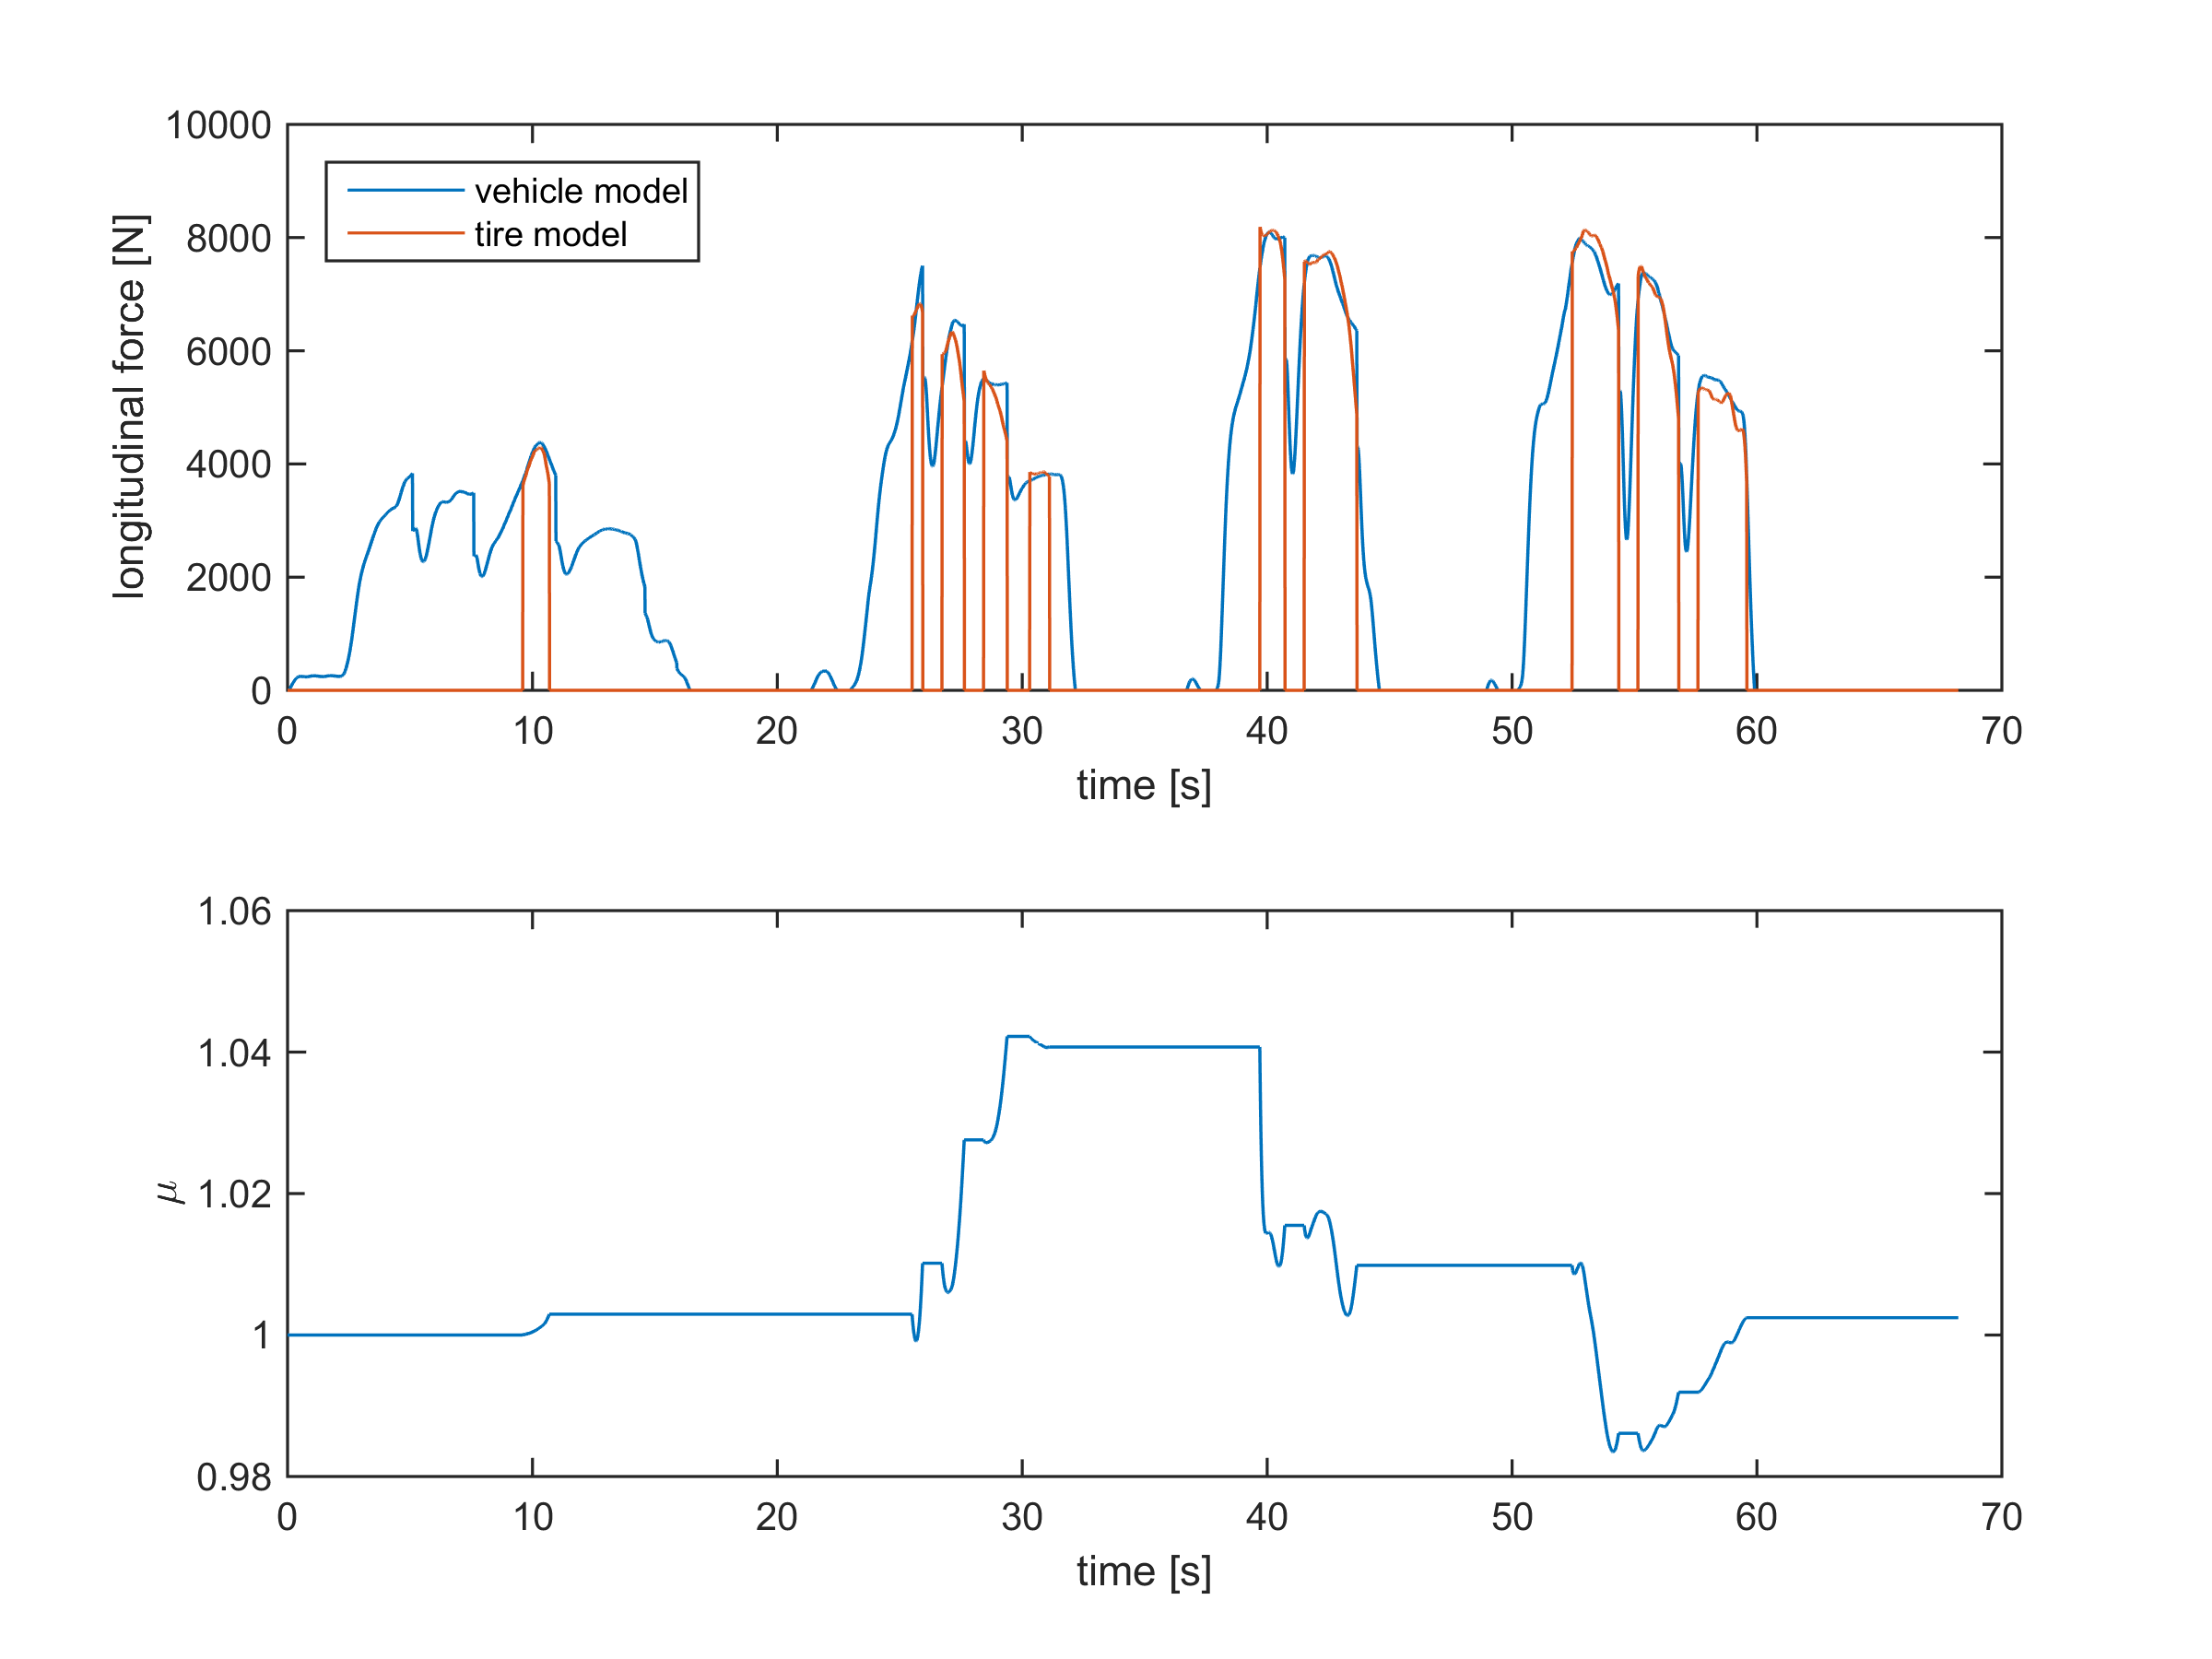 longitudinal force [N]
10000
8000
6000
4000
2000
0
vehicle model
tire model
0 10 20 30 40 50 60 70
time [s]
μ
1.06
1.04
1.02
1
0.98
0 10 20 30 40 50 60 70
time [s]